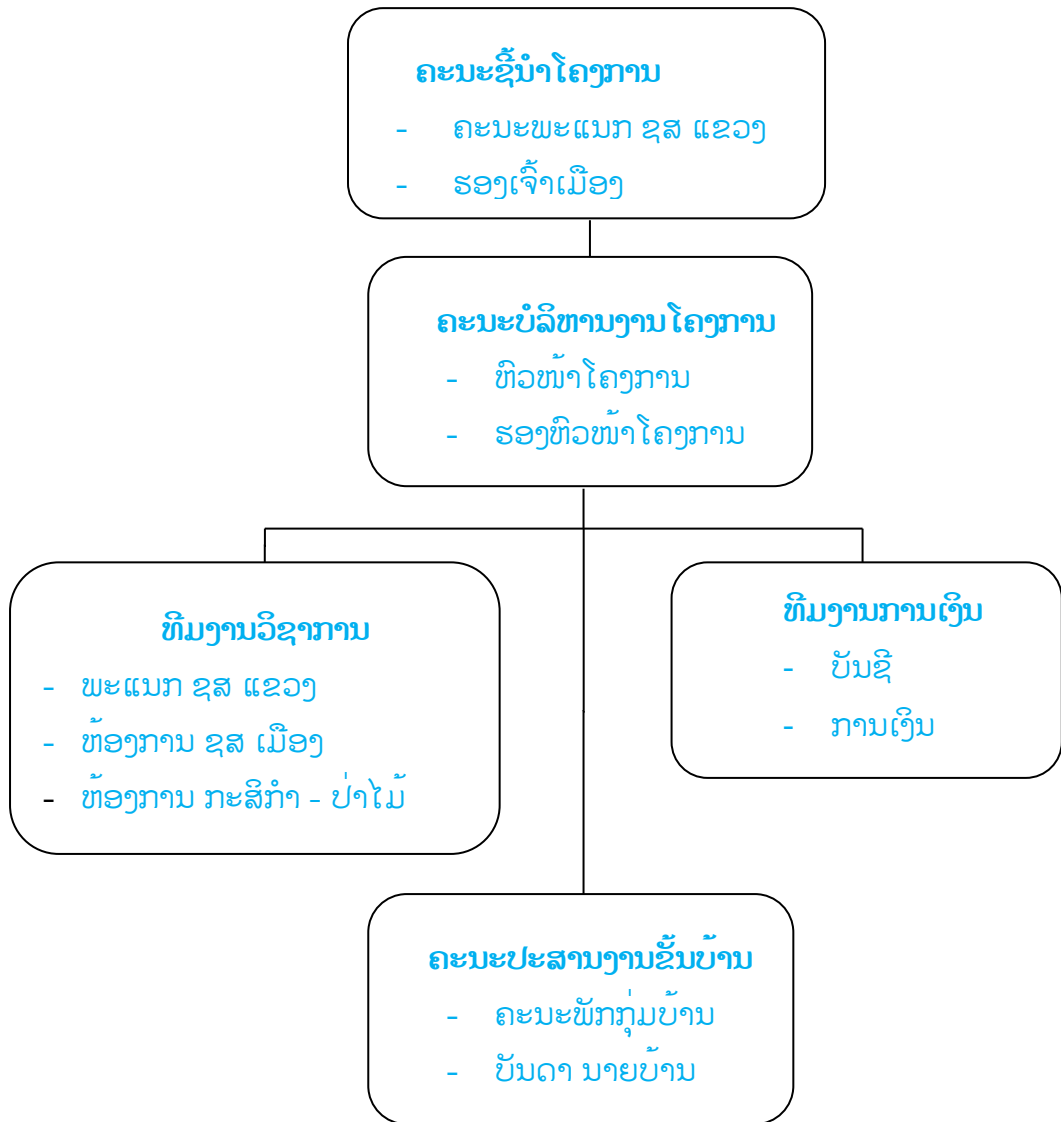 ຄະນະຊີ້ນຳໂຄງການ
- ຄະນະພະແນກ ຊສ ແຂວງ
- ຮອງເຈົ້າເມືອງ
ຄະນະບໍລິຫານງານໂຄງການ
- ຫົວໜ້າໂຄງການ
- ຮອງຫົວໜ້າໂຄງການ
ທີມງານວິຊາການ
- ພະແນກ ຊສ ແຂວງ
- ຫ້ອງການ ຊສ ເມືອງ
- ຫ້ອງການ ກະສິກຳ - ປ່າໄມ້
ທີມງານການເງິນ
- ບັນຊີ
- ການເງິນ
ຄະນະປະສານງານຂັ້ນບ້ານ
- ຄະນະພັກກຸ່ມບ້ານ
- ບັນດາ ນາຍບ້ານ